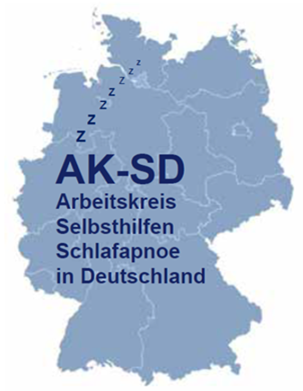 z
z
z
z
z
z
z
AK-SD
Arbeitskreis
Selbsthilfen
Schlafapnoe
in Deutschland